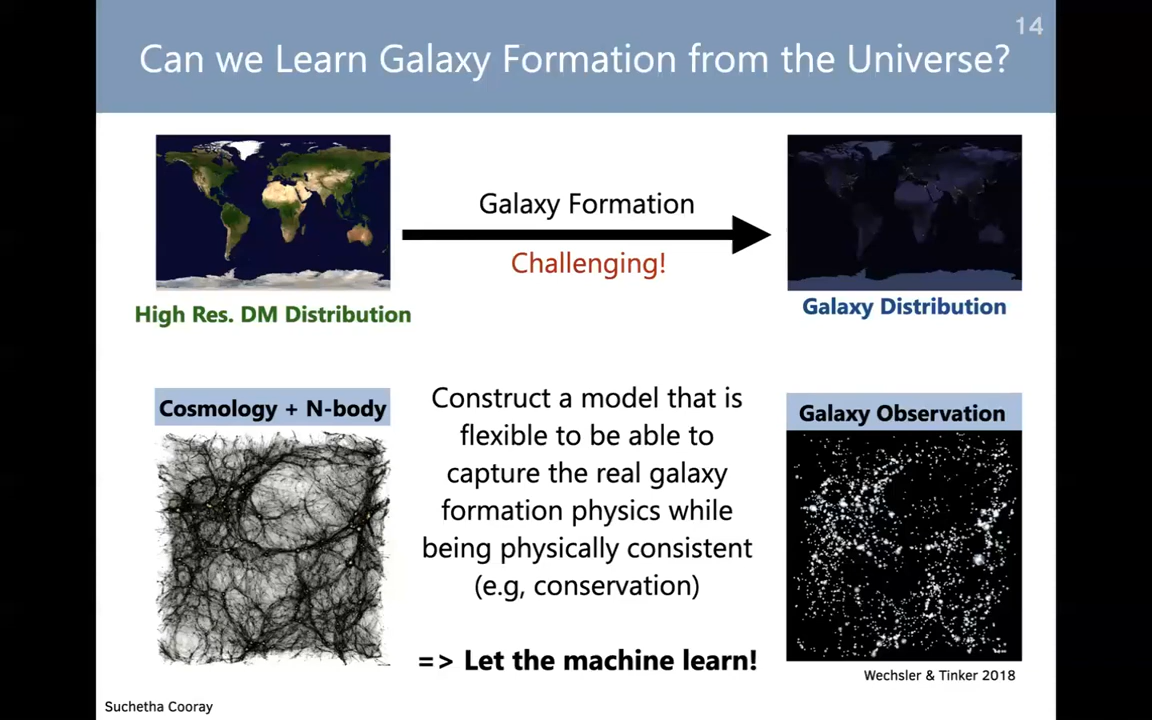 14
Can we Learn Galaxy Formation from the Universe?
Galaxy Formation
Challenging!
High Res. DM Distribution
Galaxy Distribution
Cosmology + N-body
Construct a model that is
flexible to be able to
capture the real galaxy
formation physics while
being physically consistent
(e.g, conservation)
=> Let the machine learn!
Galaxy Observation
Wechsler & Tinker 2018
Suchetha Cooray